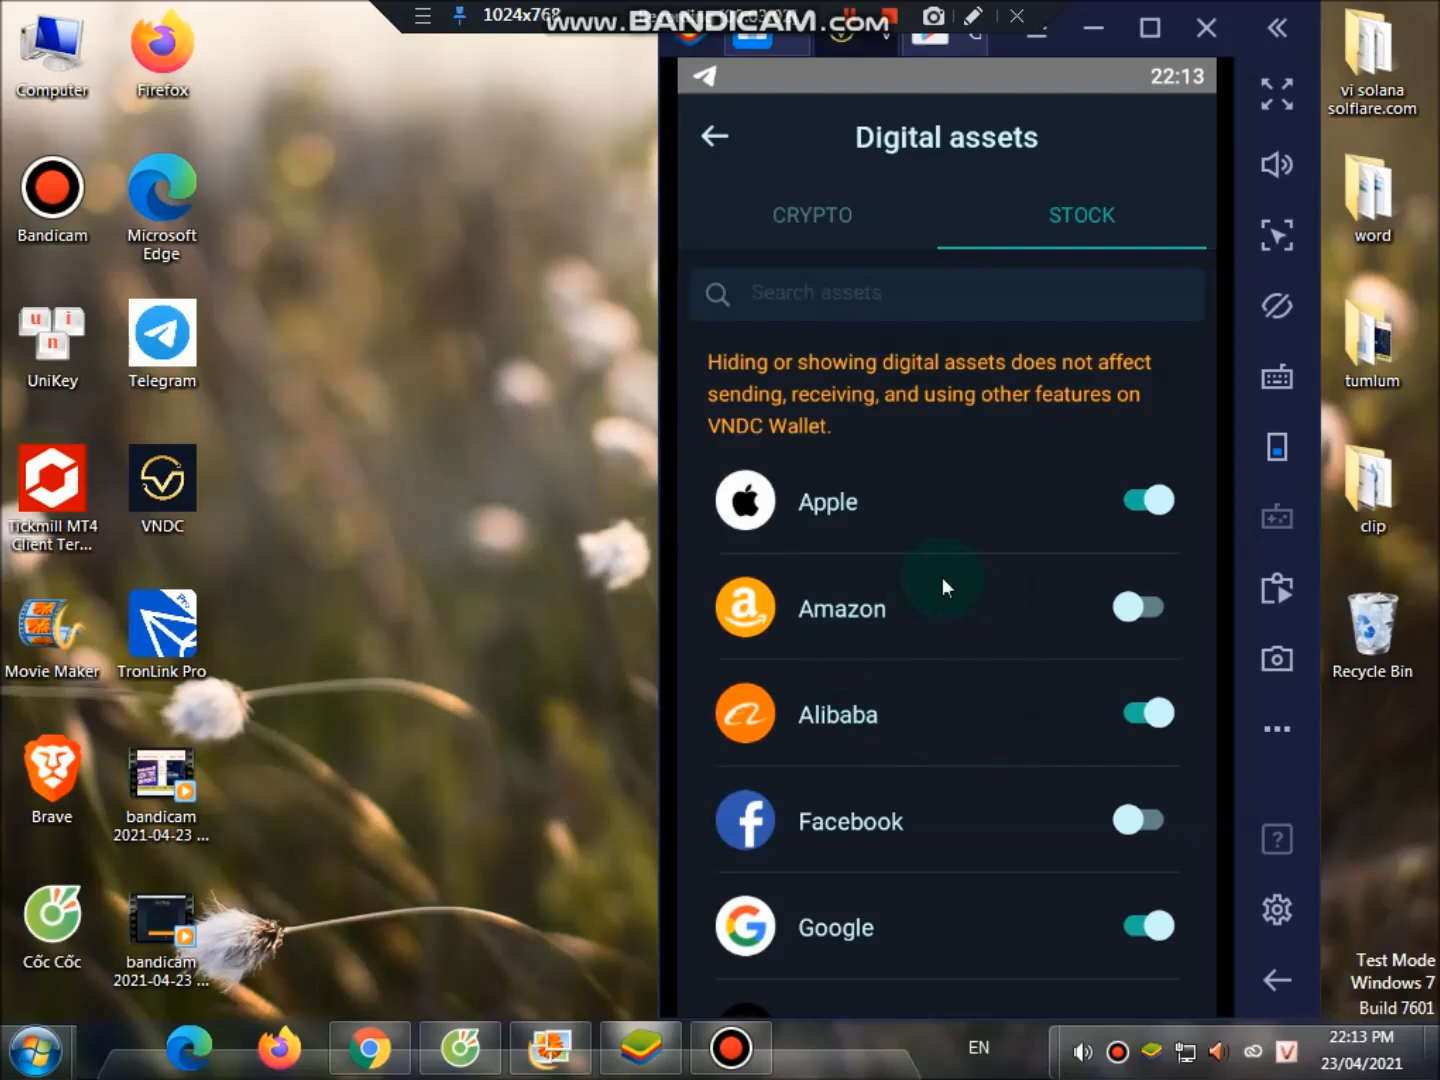 1024x768
www.BANDICAM.com
Computer
Firefox
Bandicam
Microsoft
Edge
u i
n
UniKey
Telegram
Tickmill MT4
Client Ter...
VNDC
Movie Maker
Pro
TronLink Pro
Brave
bandicam
2021-04-23 ...
Cốc Cốc
bandicam
2021-04-23 ...
22:13
Digital assets
CRYPTO
STOCK
Search assets
Hiding or showing digital assets does not affect
sending, receiving, and using other features on
VNDC Wallet.
Apple
Amazon
Alibaba
Facebook
Google
vi solana
solflare.com
word
tumlum
clip
Recycle Bin
Test Mode
Windows 7
Build 7601
EN
V
22:13 PM
23/04/2021